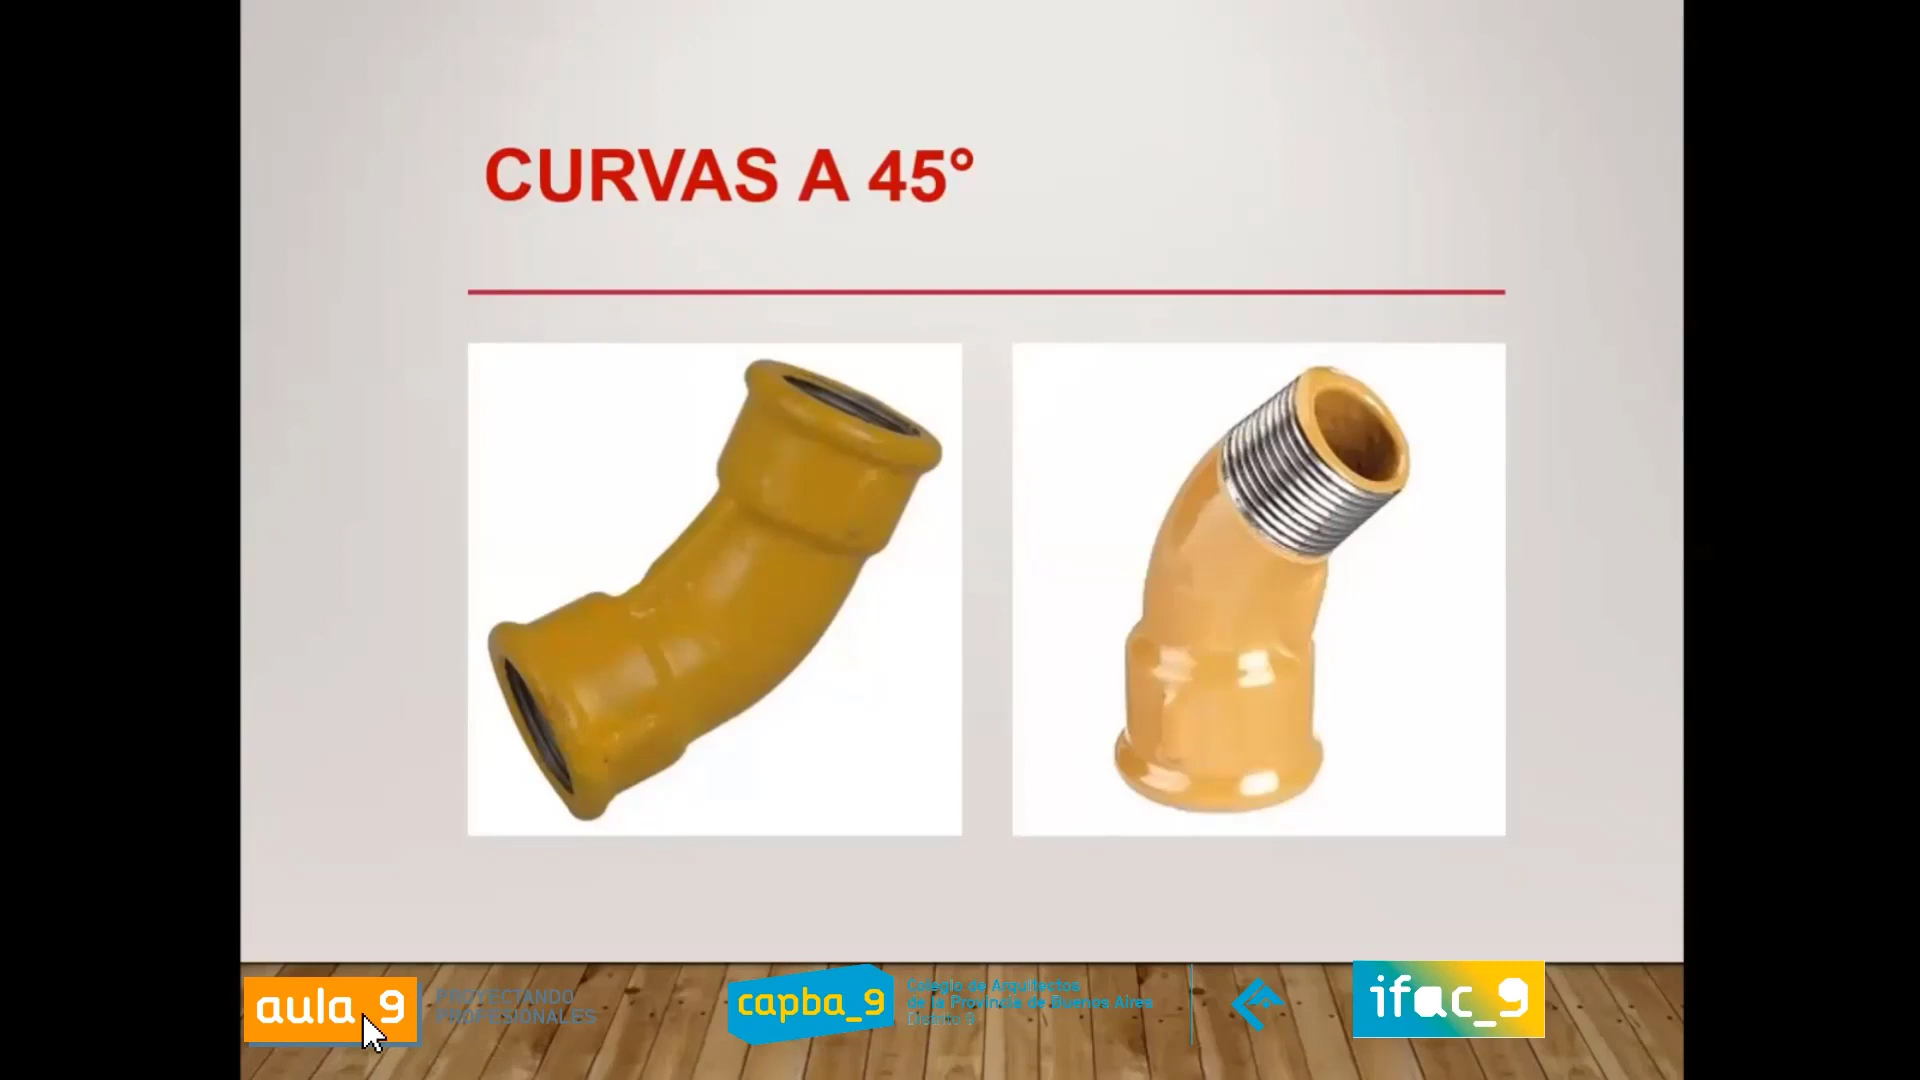 CURVAS A 45°
aula_9
PROYECTANDO
PROFESIONALES
capba_9
Colegio de Arquitectos
de la Provincia de Buenos Aires
Distrito 9
ifac_9